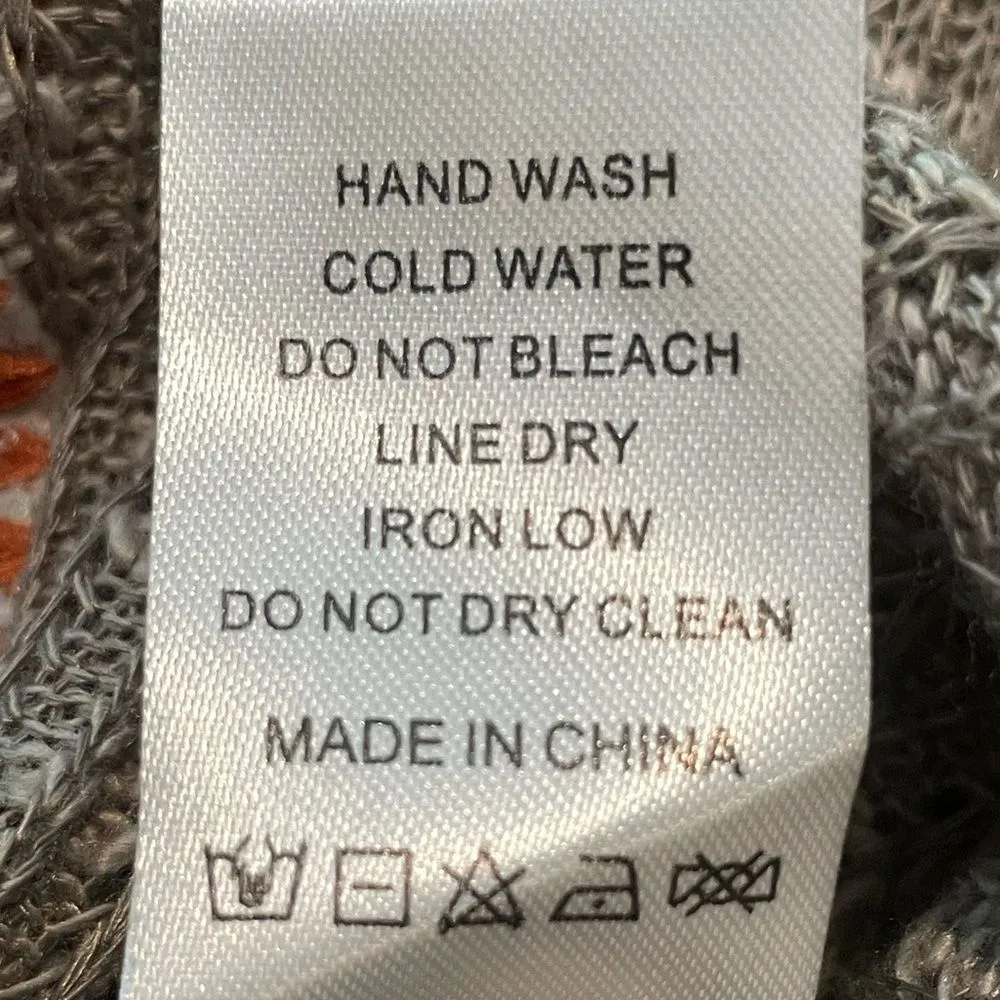 HAND WASH
COLD WATER
DO NOT BLEACH
LINE DRY
IRON LOW
DO NOT DRY CLEAN
MADE IN CHINA